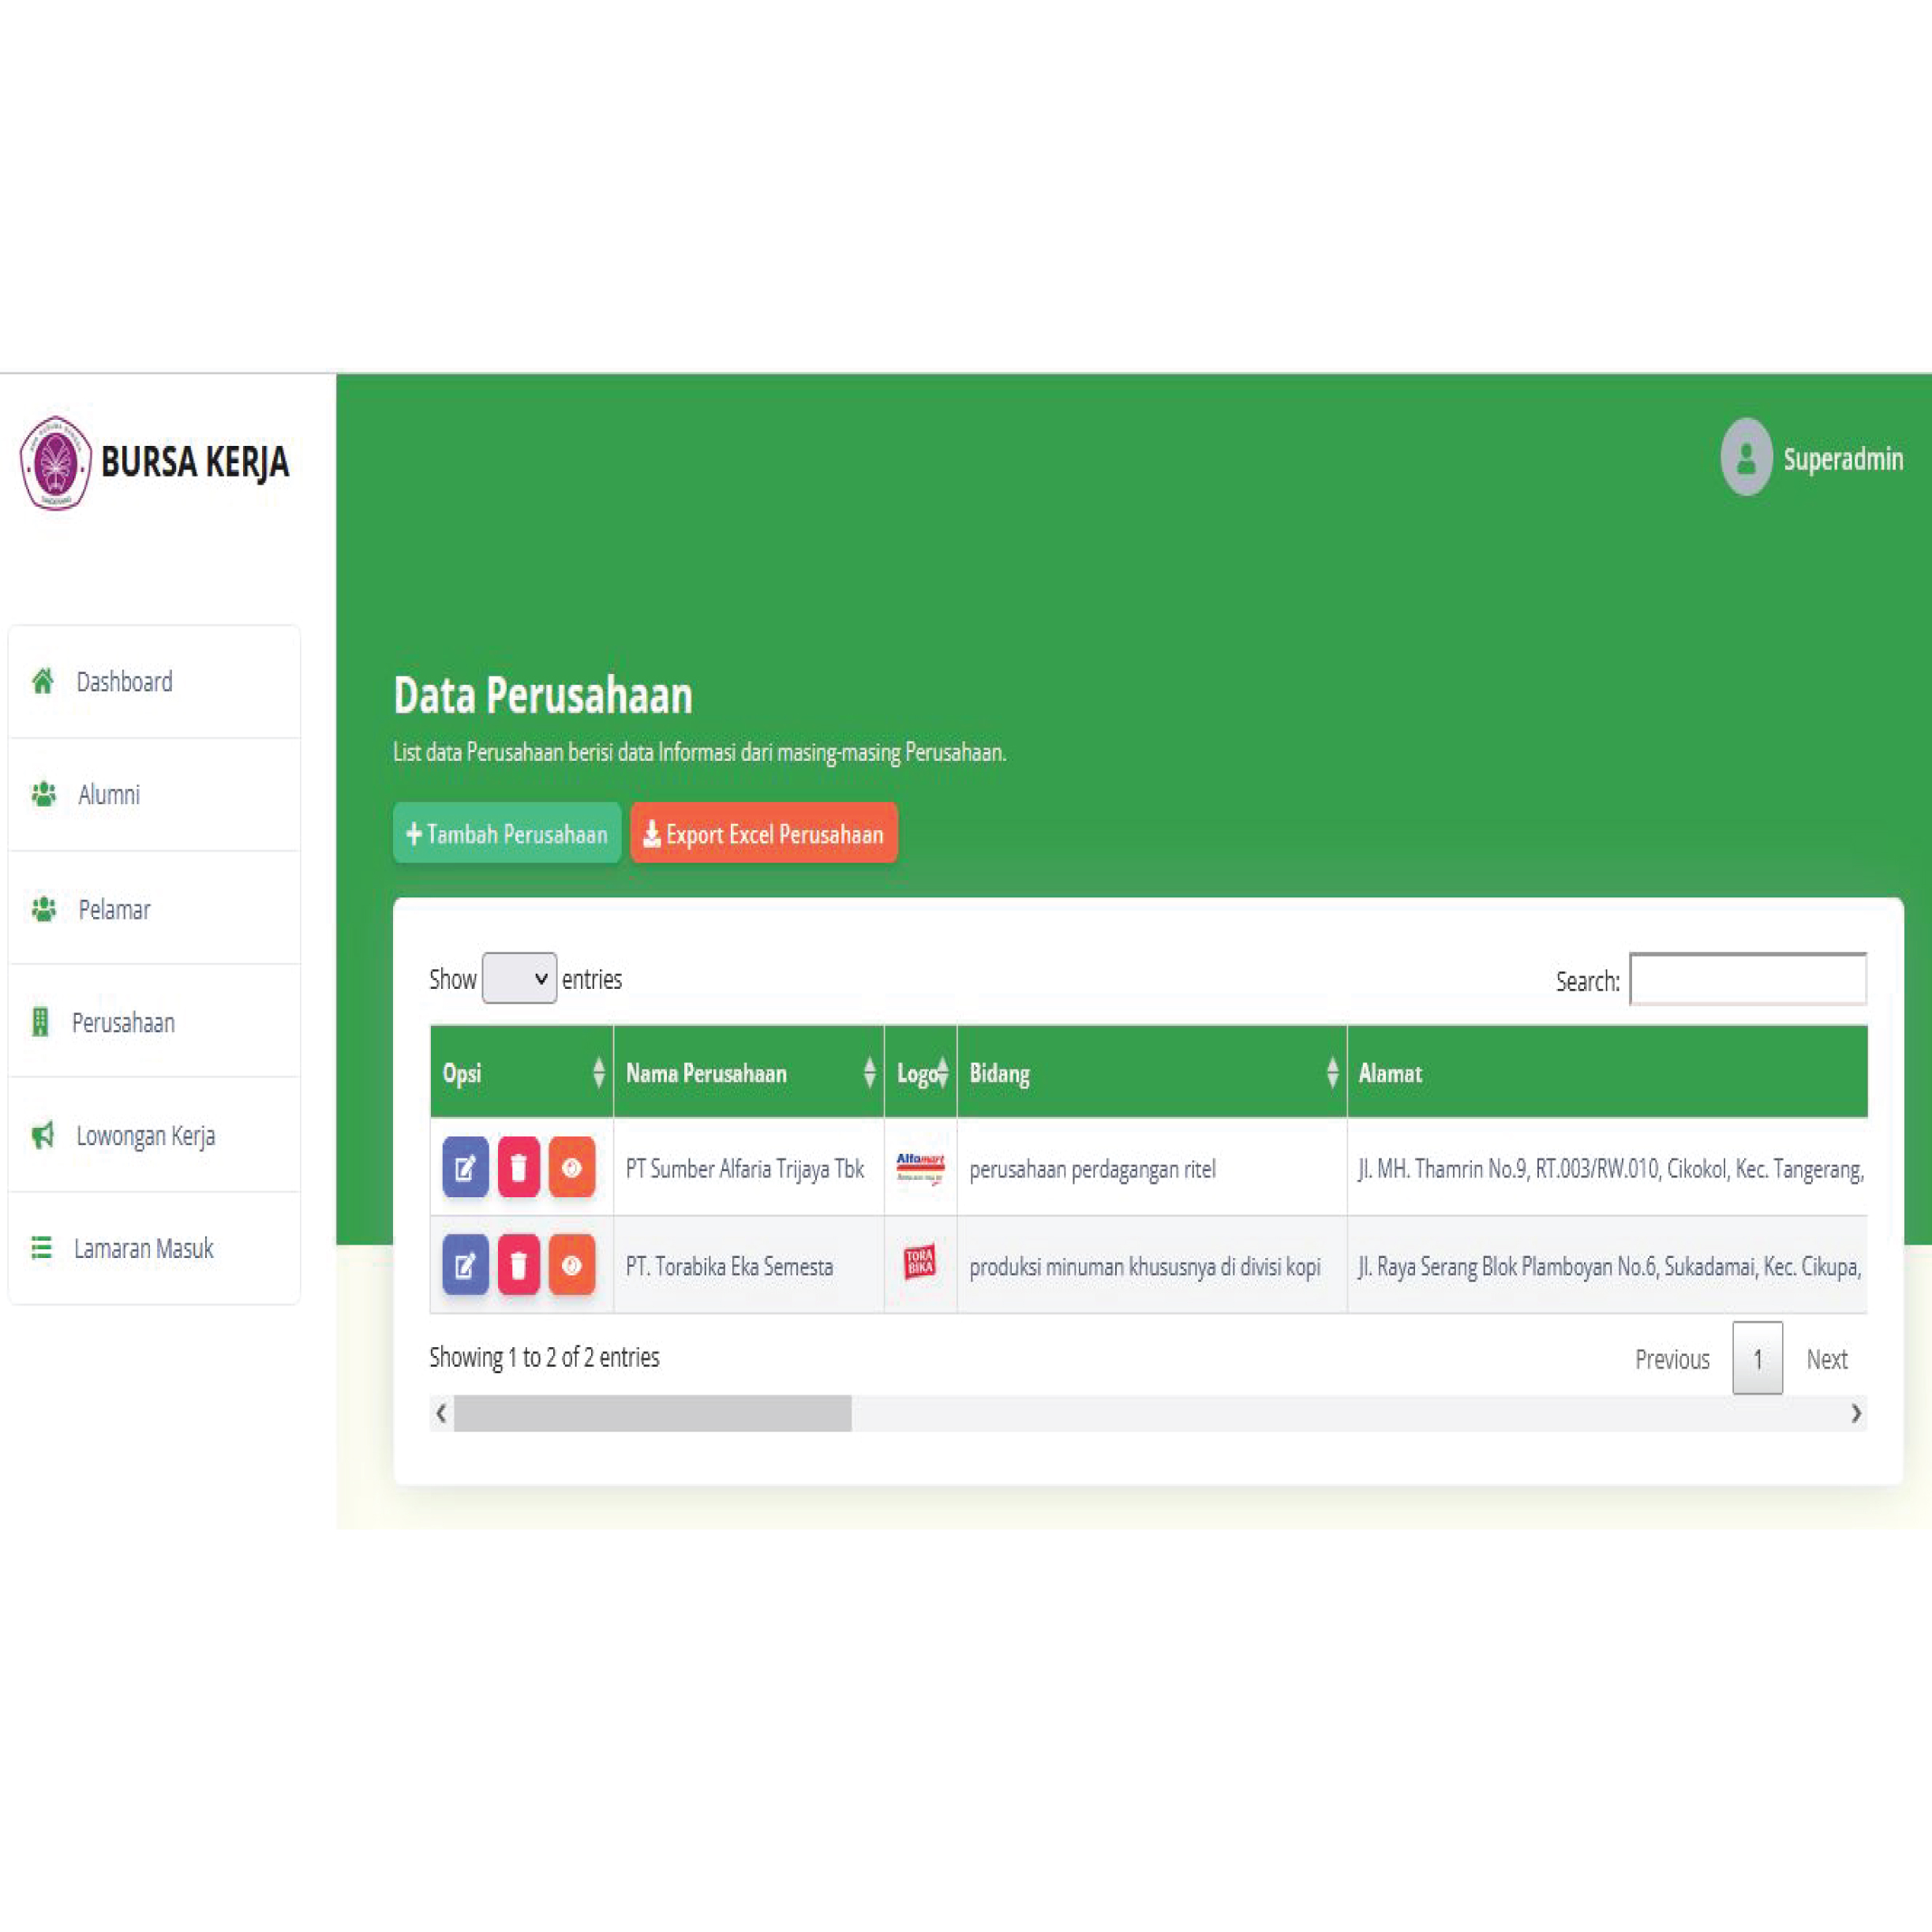 BURSA KERJA
Superadmin
Dashboard
Alumni
Pelamar
Perusahaan
Lowongan Kerja
Lamaran Masuk
Data Perusahaan
List data Perusahaan berisi data Informasi dari masing-masing Perusahaan.
Tambah Perusahaan Export Excel Perusahaan
Show entries Search:
Opsi Nama Perusahaan Logo Bidang Alamat
PT Sumber Alfaria Trijaya Tbk Alfamart perusahaan perdagangan ritel Jl. MH. Thamrin No.9, RT.003/RW.010, Cikokol, Kec. Tangerang,
PT. Torabika Eka Semesta TORA BIKA produksi minuman khususnya di divisi kopi Jl. Raya Serang Blok Plamboyan No.6, Sukadamai, Kec. Cikupa,
Showing 1 to 2 of 2 entries Previous 1 Next